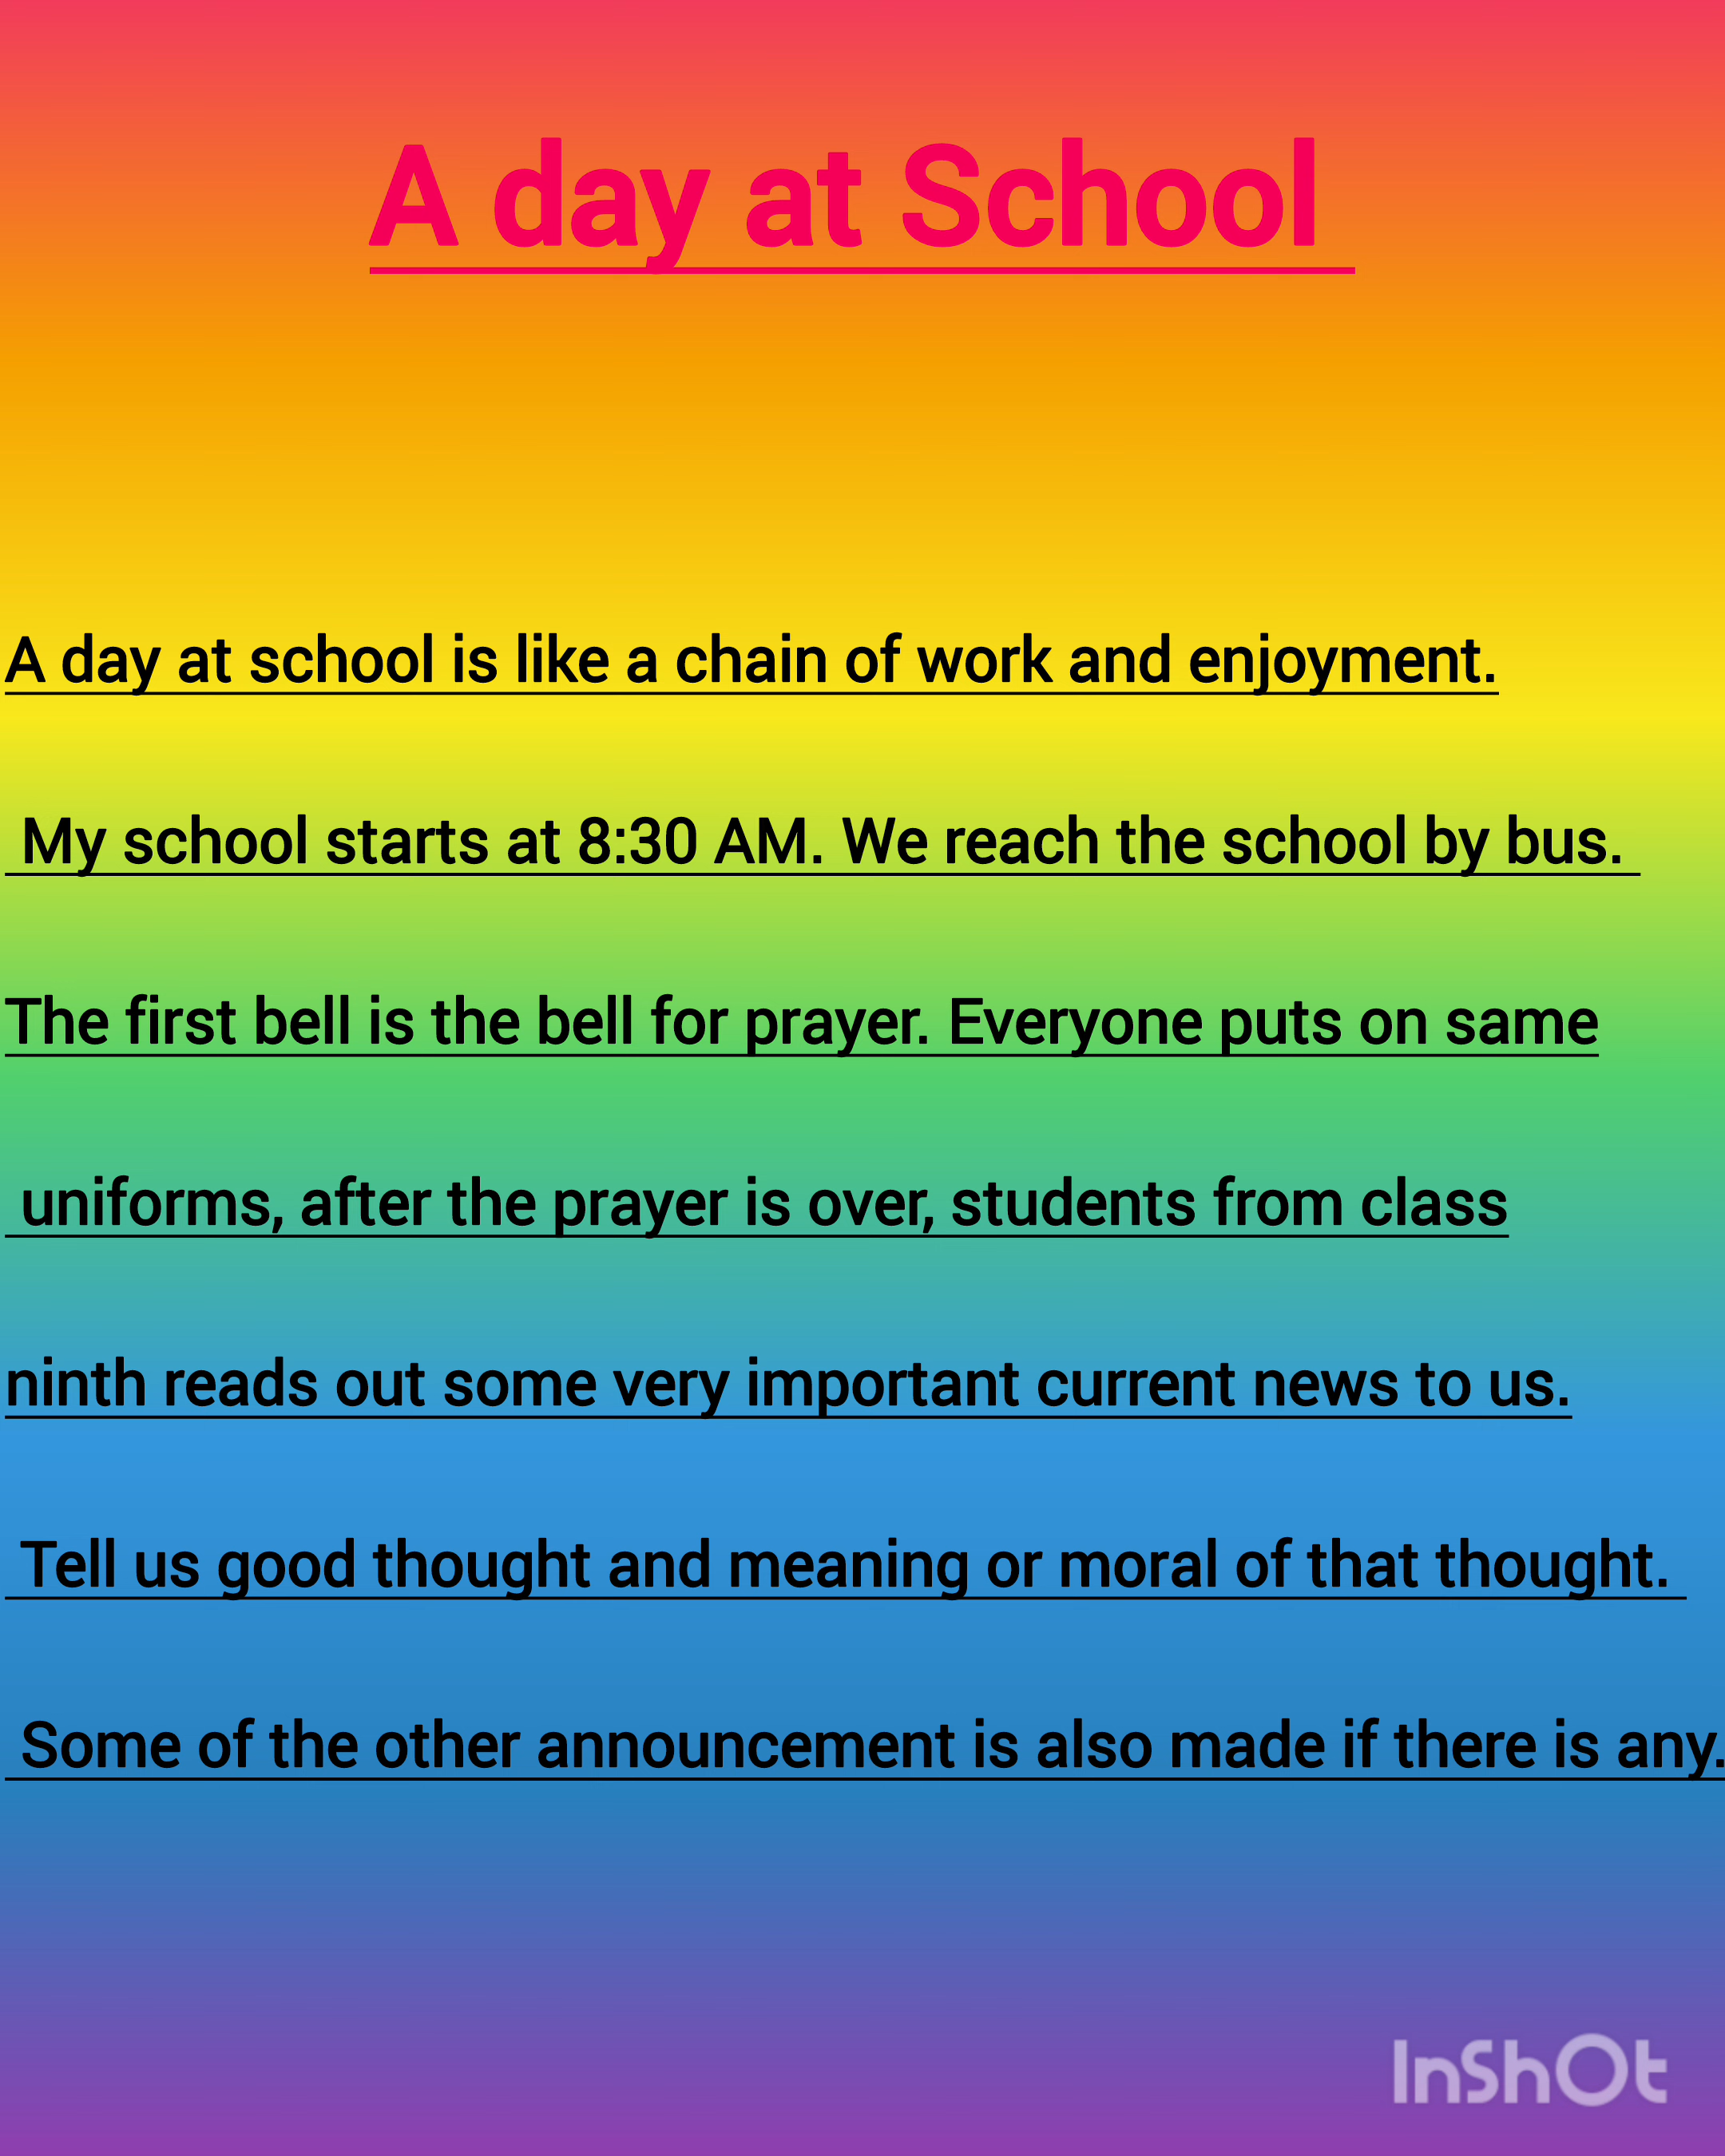 A day at School
A day at school is like a chain of work and enjoyment.
My school starts at 8:30 AM. We reach the school by bus.
The first bell is the bell for prayer. Everyone puts on same
uniforms, after the prayer is over, students from class
ninth reads out some very important current news to us.
Tell us good thought and meaning or moral of that thought.
Some of the other announcement is also made if there is any.
InShOt